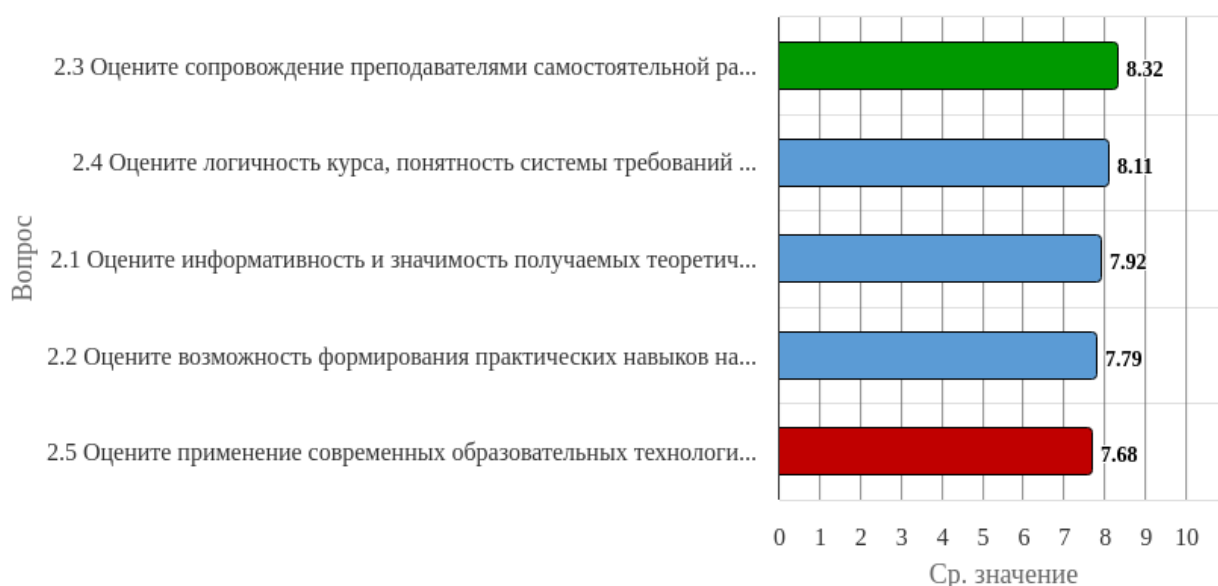 2.3 Оцените сопровождение преподавателями самостоятельной ра...
8.32
2.4 Оцените логичность курса, понятность системы требований ...
8.11
2.1 Оцените информативность и значимость получаемых теоретич...
7.92
2.2 Оцените возможность формирования практических навыков на...
7.79
2.5 Оцените применение современных образовательных технологи...
7.68
Вопрос
0 1 2 3 4 5 6 7 8 9 10
Ср. значение